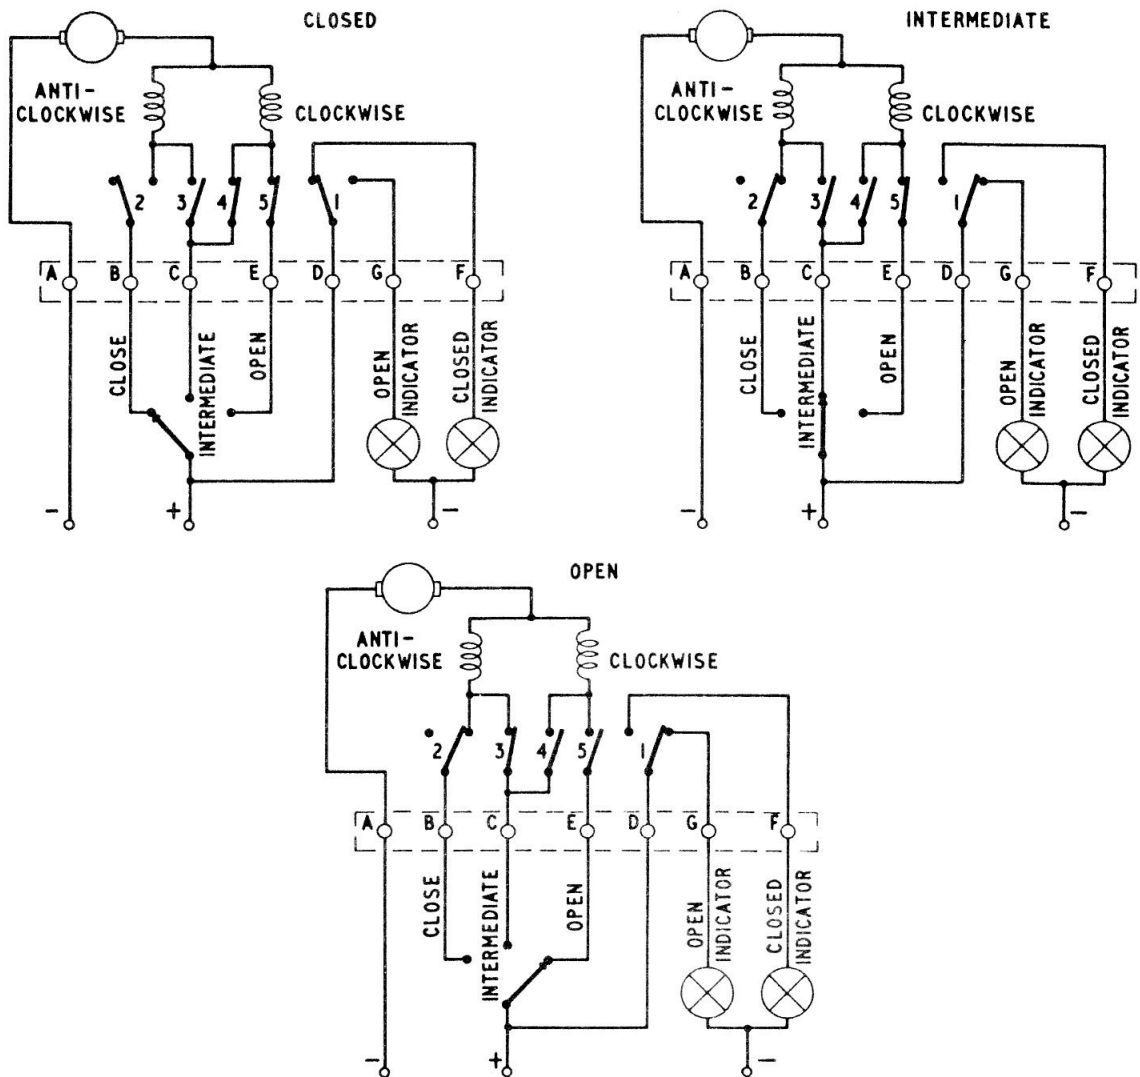 CLOSED
ANTI-
CLOCKWISE
CLOCKWISE
2 3 4 5 1
A B C E D G F
CLOSE
INTERMEDIATE
OPEN
OPEN
INDICATOR
CLOSED
INDICATOR
- + -
INTERMEDIATE
ANTI-
CLOCKWISE
CLOCKWISE
2 3 4 5 1
A B C E D G F
CLOSE
INTERMEDIATE
OPEN
OPEN
INDICATOR
CLOSED
INDICATOR
- + -
OPEN
ANTI-
CLOCKWISE
CLOCKWISE
2 3 4 5 1
A B C E D G F
CLOSE
INTERMEDIATE
OPEN
OPEN
INDICATOR
CLOSED
INDICATOR
- + -